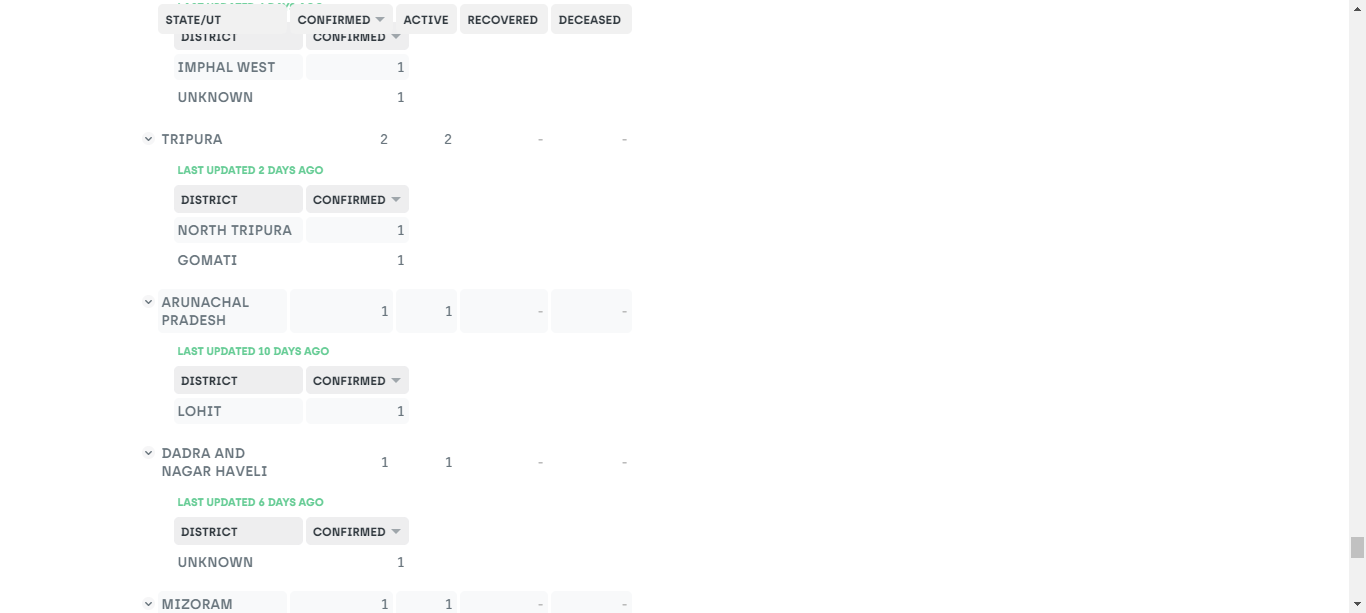 STATE/UT CONFIRMED ACTIVE RECOVERED DECEASED
DISTRICT CONFIRMED
IMPHAL WEST 1
UNKNOWN 1
TRIPURA 2 2 - -
LAST UPDATED 2 DAYS AGO
DISTRICT CONFIRMED
NORTH TRIPURA 1
GOMATI 1
ARUNACHAL
PRADESH 1 1 - -
LAST UPDATED 10 DAYS AGO
DISTRICT CONFIRMED
LOHIT 1
DADRA AND
NAGAR HAVELI 1 1 - -
LAST UPDATED 6 DAYS AGO
DISTRICT CONFIRMED
UNKNOWN 1
MIZORAM 1 1 - -